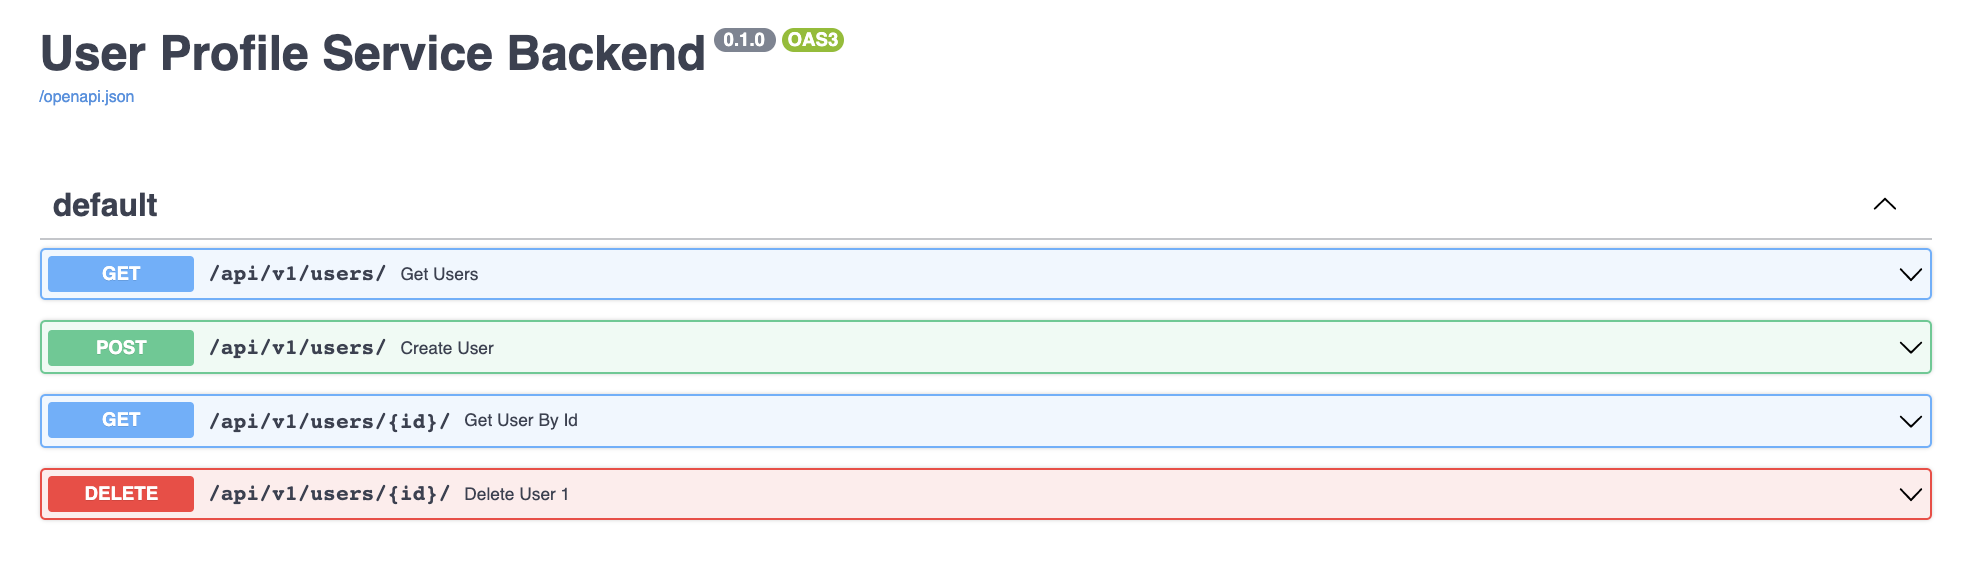 User Profile Service Backend 0.1.0 OAS3
/openapi.json
default
GET /api/v1/users/ Get Users
POST /api/v1/users/ Create User
GET /api/v1/users/{id}/ Get User By Id
DELETE /api/v1/users/{id}/ Delete User 1